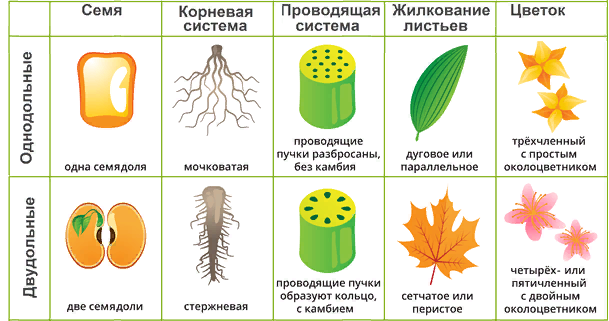 Семя
Корневая
система
Проводящая
система
Жилкование
листьев
Цветок
Однодольные
одна семядоля
мочковатая
проводящие
пучки разбросаны,
без камбия
дуговое или
параллельное
трёхчленный
с простым
околоцветником
Двудольные
две семядоли
стержневая
проводящие пучки
образуют кольцо,
с камбием
сетчатое или
перистое
четырёх- или
пятичленный
с двойным
околоцветником